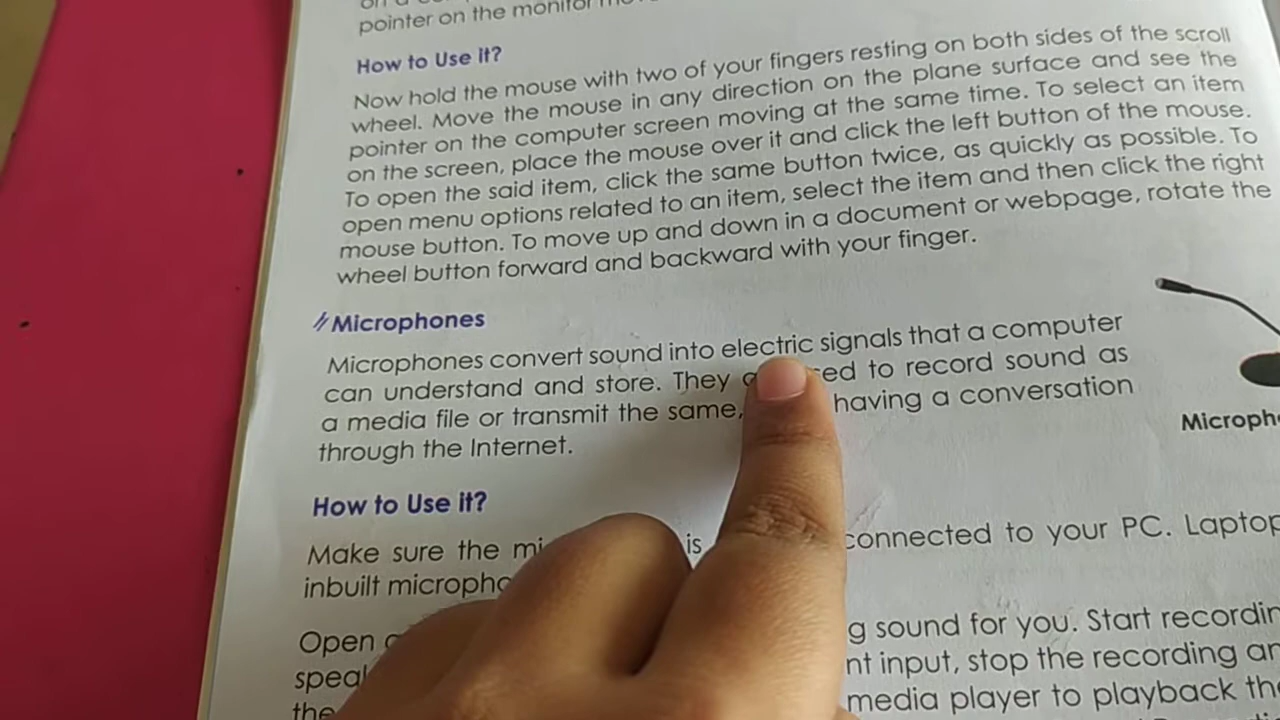 pointer on the monitor
How to Use it?
Now hold the mouse with two of your fingers resting on both sides of the scroll
wheel. Move the mouse in any direction on the plane surface and see the
pointer on the computer screen moving at the same time. To select an item
on the screen, place the mouse over it and click the left button of the mouse.
To open the said item, click the same button twice, as quickly as possible. To
open menu options related to an item, select the item and then click the right
mouse button. To move up and down in a document or webpage, rotate the
wheel button forward and backward with your finger.
Microphones
Microphones convert sound into electric signals that a computer
can understand and store. They to record sound as
a media file or transmit the same, having a conversation
through the Internet.
Microph
How to Use it?
Make sure the is connected to your PC. Laptop
inbuilt microph
Open g sound for you. Start recordin
speak nt input, stop the recording an
the media player to playback the